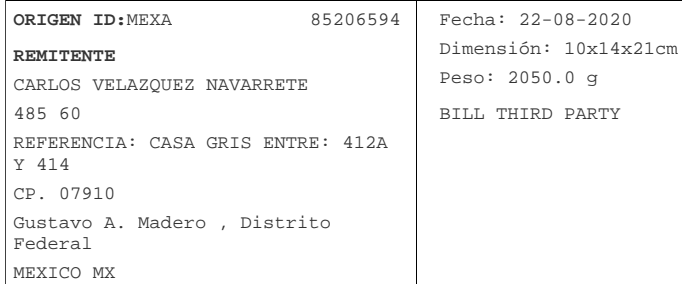 ORIGEN ID:MEXA 85206594
REMITENTE
CARLOS VELAZQUEZ NAVARRETE
485 60
REFERENCIA: CASA GRIS ENTRE: 412A
Y 414
CP. 07910
Gustavo A. Madero , Distrito
Federal
MEXICO MX
Fecha: 22-08-2020
Dimensión: 10x14x21cm
Peso: 2050.0 g
BILL THIRD PARTY